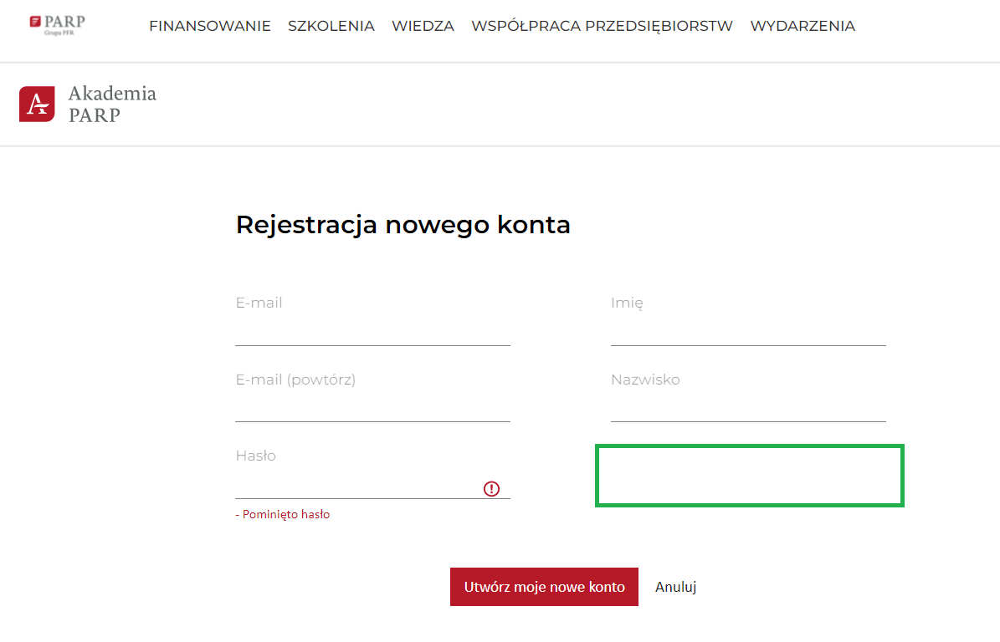 PARP
Grupa PFR
FINANSOWANIE SZKOLENIA WIEDZA WSPÓŁPRACA PRZEDSIĘBIORSTW WYDARZENIA
Akademia
PARP
Rejestracja nowego konta
E-mail
Imię
E-mail (powtórz)
Nazwisko
Hasło
- Pominięto hasło
Utwórz moje nowe konto Anuluj